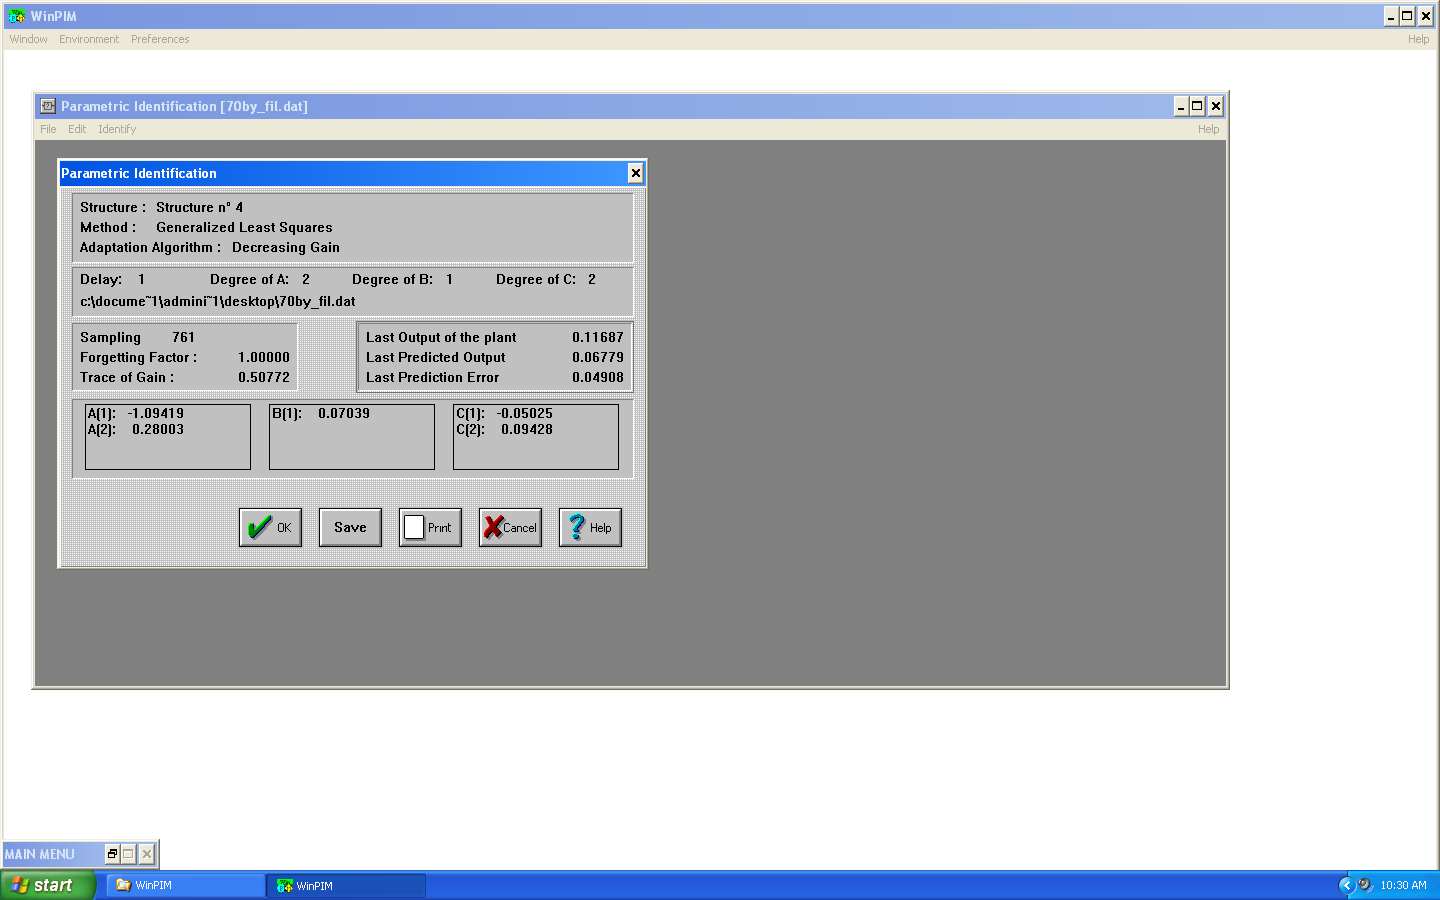 WinPIM
Window Environment Preferences Help
Parametric Identification [70by_fil.dat]
File Edit Identify Help
Parametric Identification
Structure : Structure n° 4
Method : Generalized Least Squares
Adaptation Algorithm : Decreasing Gain
Delay: 1 Degree of A: 2 Degree of B: 1 Degree of C: 2
c:\docume~1\admini~1\desktop\70by_fil.dat
Sampling 761
Forgetting Factor : 1.00000
Trace of Gain : 0.50772
Last Output of the plant 0.11687
Last Predicted Output 0.06779
Last Prediction Error 0.04908
A(1): -1.09419
A(2): 0.28003
B(1): 0.07039
C(1): -0.05025
C(2): 0.09428
OK Save Print Cancel Help
MAIN MENU
start WinPIM WinPIM 10:30 AM